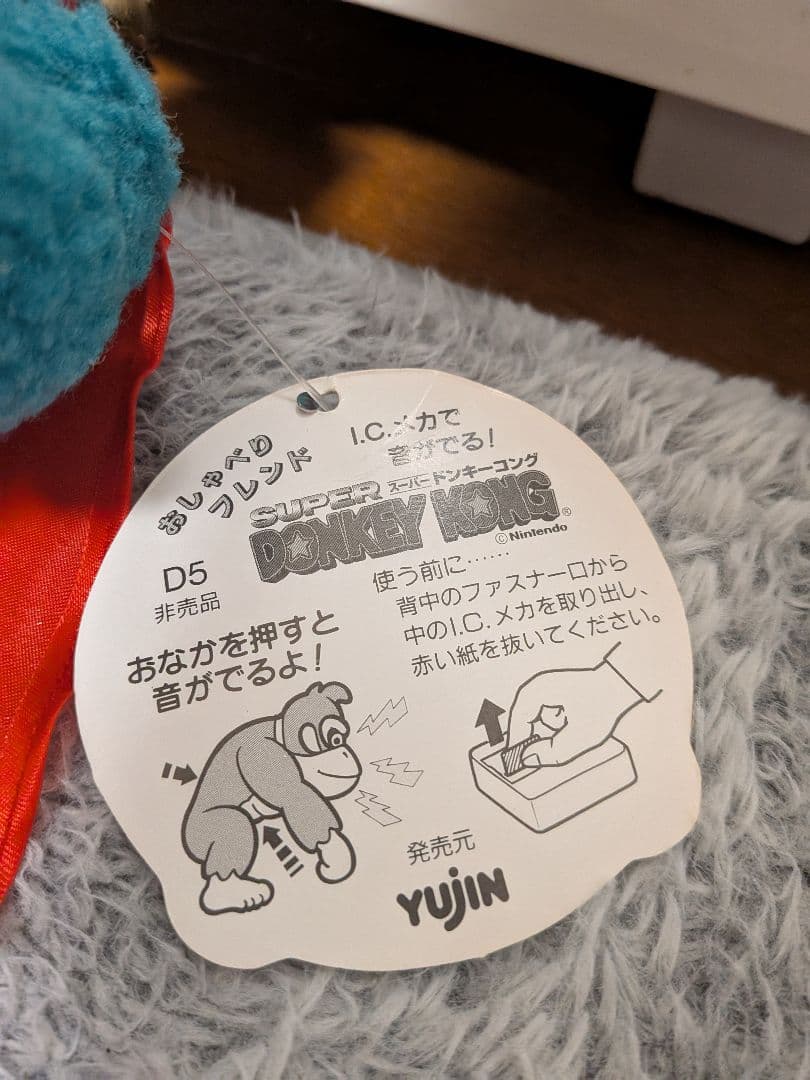 おしゃべり
フレンド
I.C.メカで
音がでる!
SUPER スーパードンキーコング
DONKEY KONG®
©Nintendo
D5
非売品
使う前に……
背中のファスナー口から
中のI.C.メカを取り出し、
赤い紙を抜いてください。
おなかを押すと
音がでるよ!
発売元
YUJIN